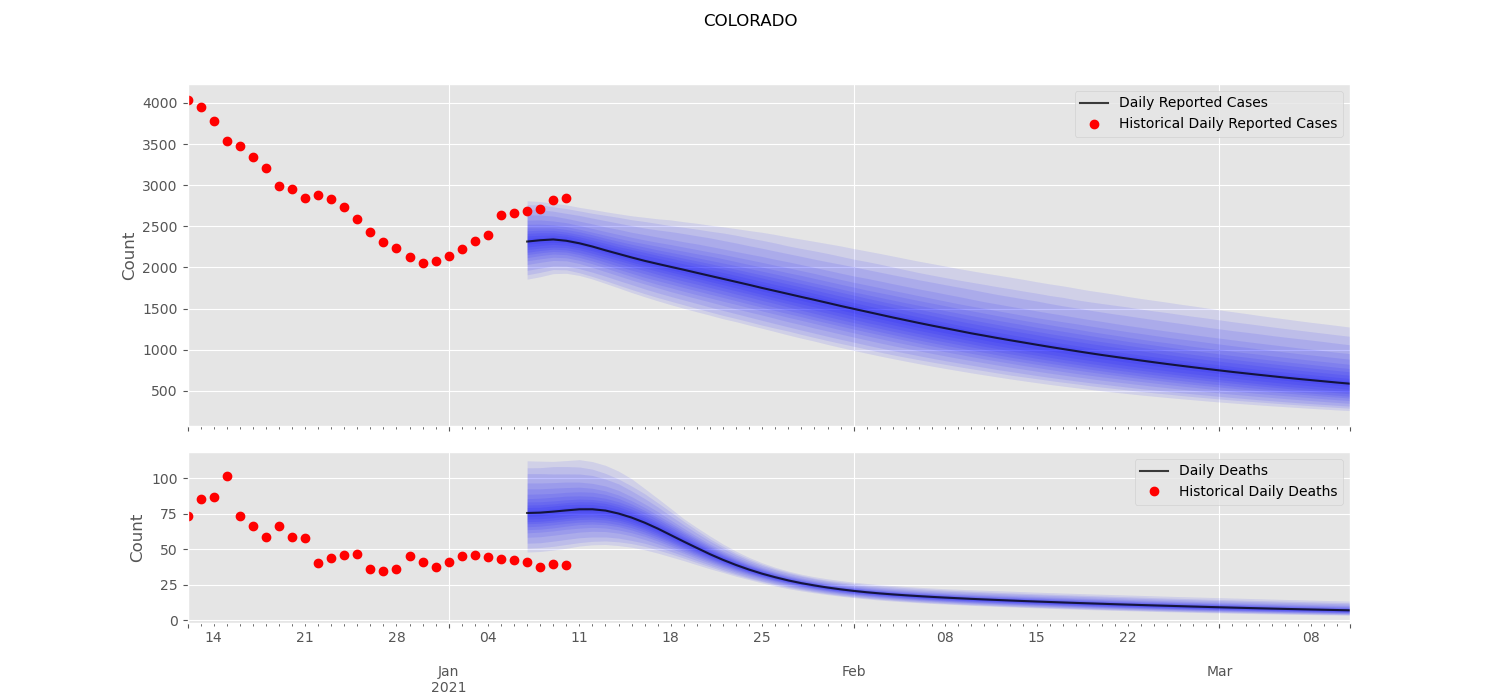 COLORADO
4000
3500
3000
2500
2000
1500
1000
500
Count
Daily Reported Cases
Historical Daily Reported Cases
100
75
50
25
0
Count
Daily Deaths
Historical Daily Deaths
14 21 28 04 11 18 25 08 15 22 08
Jan Feb Mar
2021